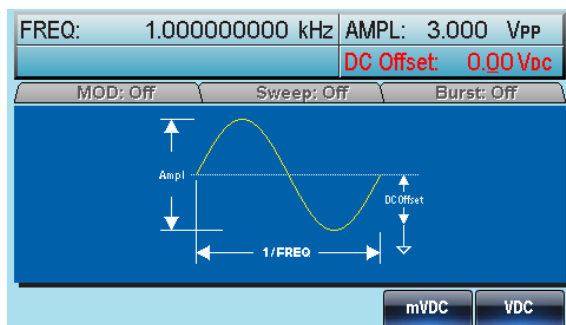 FREQ: 1.000000000 kHz AMPL: 3.000 VPP
DC Offset: 0.00 VDC
MOD: Off Sweep: Off Burst: Off
Ampl
DC Offset
1/FREQ
mVDC VDC